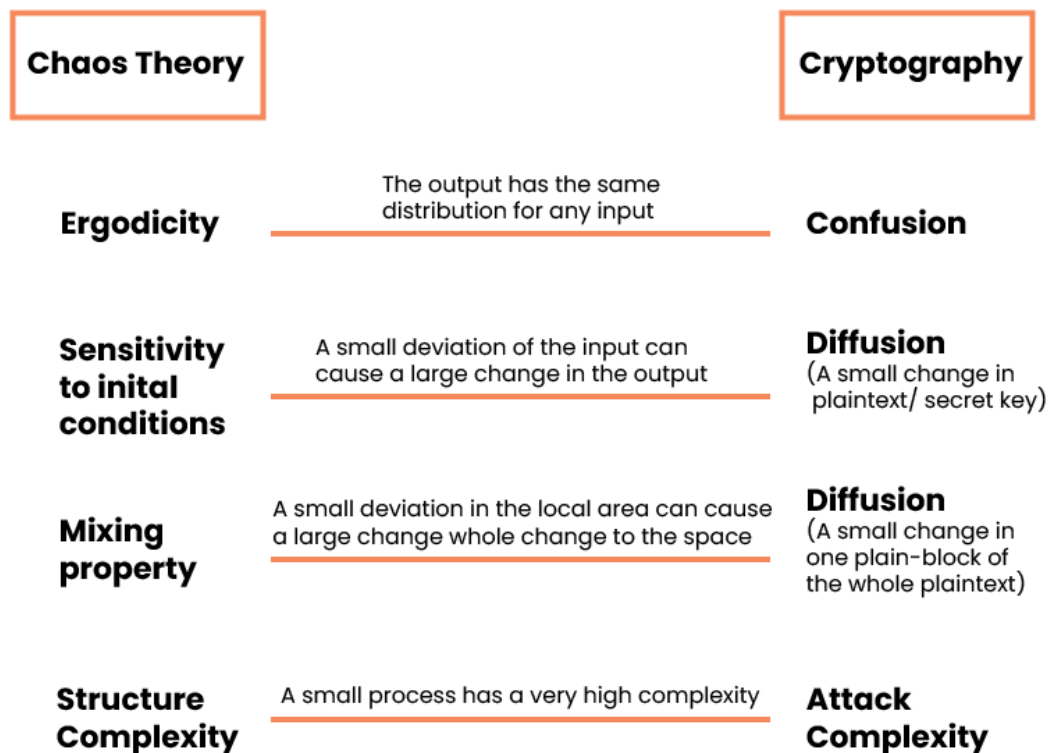 Chaos Theory
Cryptography
Ergodicity
The output has the same
distribution for any input
Confusion
Sensitivity
to inital
conditions
A small deviation of the input can
cause a large change in the output
Diffusion
(A small change in
plaintext/ secret key)
Mixing
property
A small deviation in the local area can cause
a large change whole change to the space
Diffusion
(A small change in
one plain-block of
the whole plaintext)
Structure
Complexity
A small process has a very high complexity
Attack
Complexity